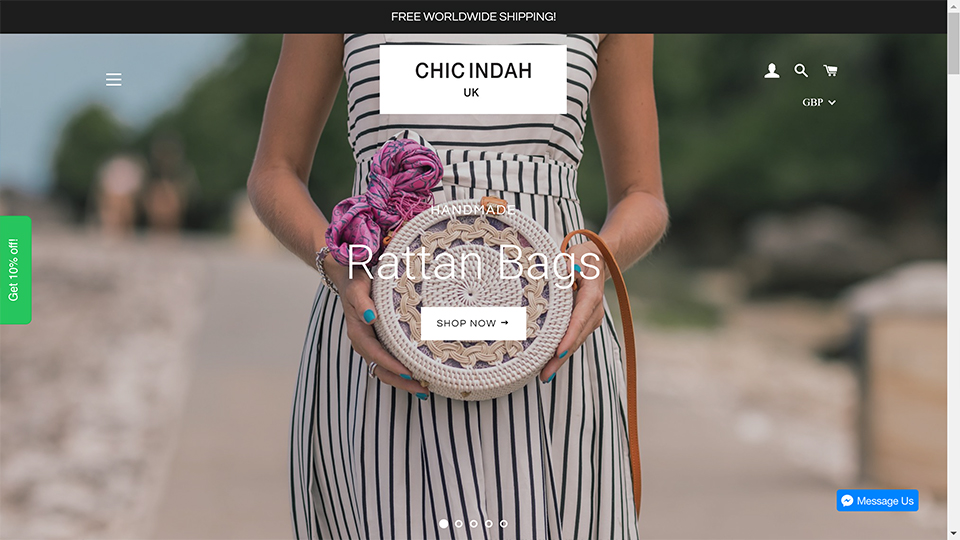 FREE WORLDWIDE SHIPPING!
CHIC INDAH
UK
GBP
HANDMADE
Rattan Bags
SHOP NOW →
Get 10% off!
Message Us